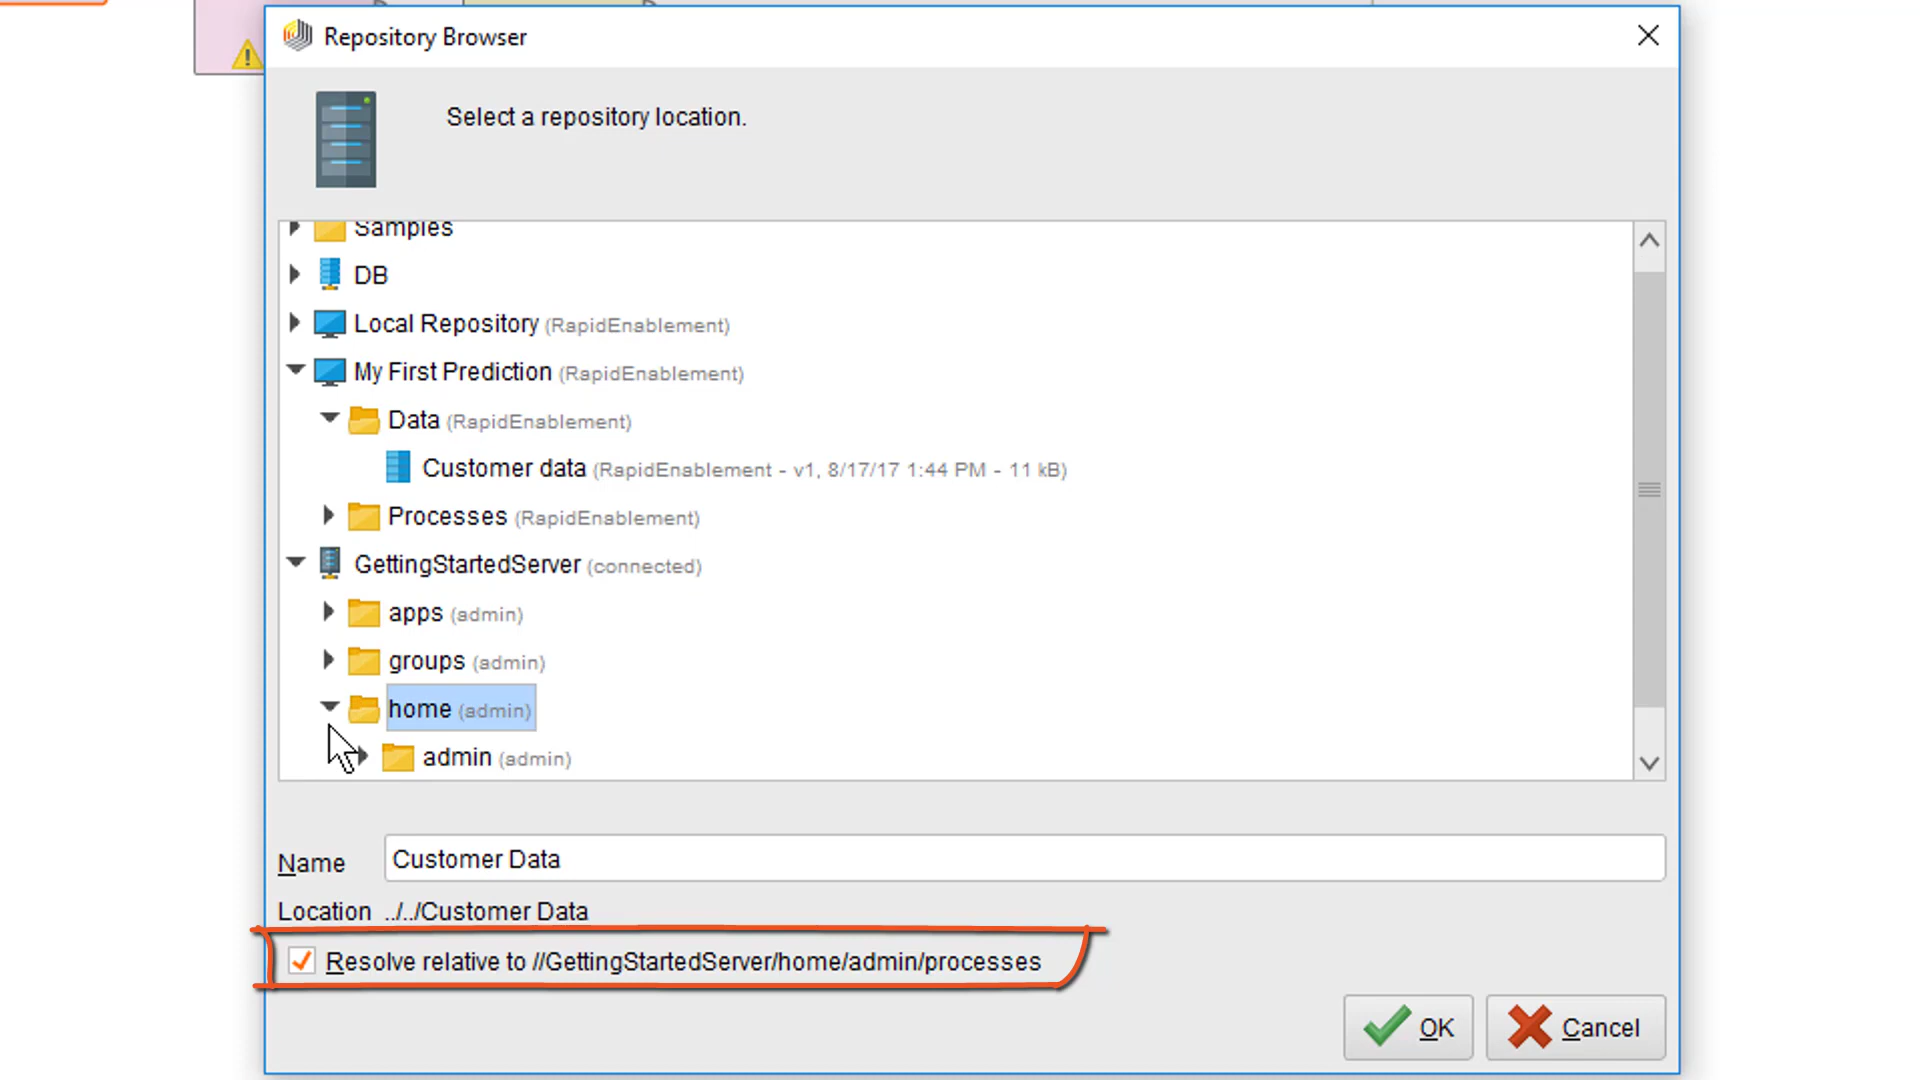 Repository Browser
Select a repository location.
Samples
DB
Local Repository (RapidEnablement)
My First Prediction (RapidEnablement)
Data (RapidEnablement)
Customer data (RapidEnablement - v1, 8/17/17 1:44 PM - 11 kB)
Processes (RapidEnablement)
GettingStartedServer (connected)
apps (admin)
groups (admin)
home (admin)
admin (admin)
Name Customer Data
Location ../../Customer Data
Resolve relative to //GettingStartedServer/home/admin/processes
OK Cancel